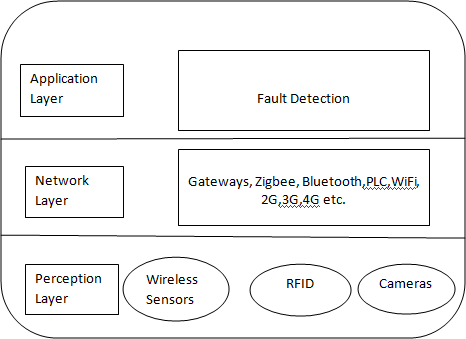 Application
Layer
Fault Detection
Network
Layer
Gateways, Zigbee, Bluetooth,PLC,WiFi,
2G,3G,4G etc.
Perception
Layer
Wireless
Sensors
RFID
Cameras